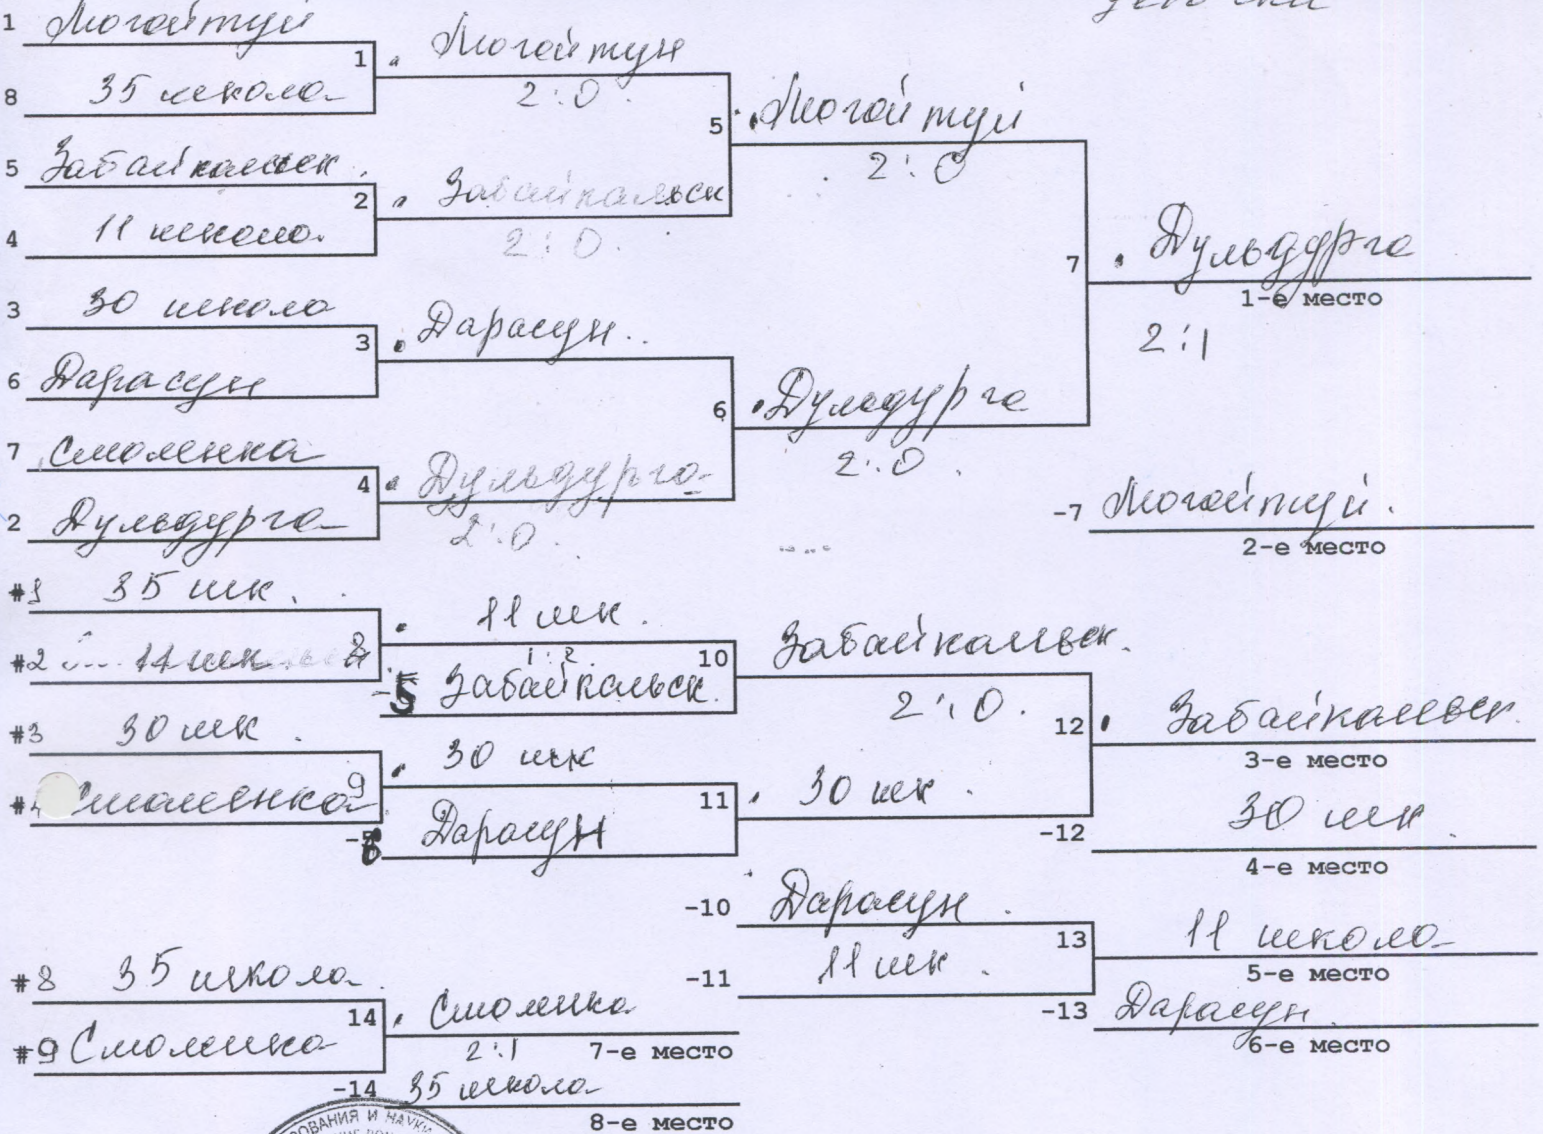 девочки
1 Могойтуй
8 35 школа
5 Забайкальск
4 11 школа
3 30 школа
6 Дарасун
7 Смоленка
2 Дульдурга
1 Могойтуй
2:0
2 Забайкальск
2:0
3 Дарасун
4 Дульдурга
2:0
5 Могойтуй
2:0
6 Дульдурга
2:0
7 Дульдурга
1-е место
2:1
-7 Могойтуй
2-е место
#1 35 шк.
#2 11 шк
#3 30 шк.
Смоленка
8 11 шк.
1:2
-5 Забайкальск
9 30 шк
-6 Дарасун
10 Забайкальск.
2:0.
11 30 шк.
12 Забайкальск
3-е место
-12 30 шк
4-е место
-10 Дарасун
-11 11 шк.
13 11 школа
5-е место
-13 Дарасун
6-е место
#8 35 школа
#9 Смоленка
14 Смоленка
2:1 7-е место
-14 35 школа
8-е место